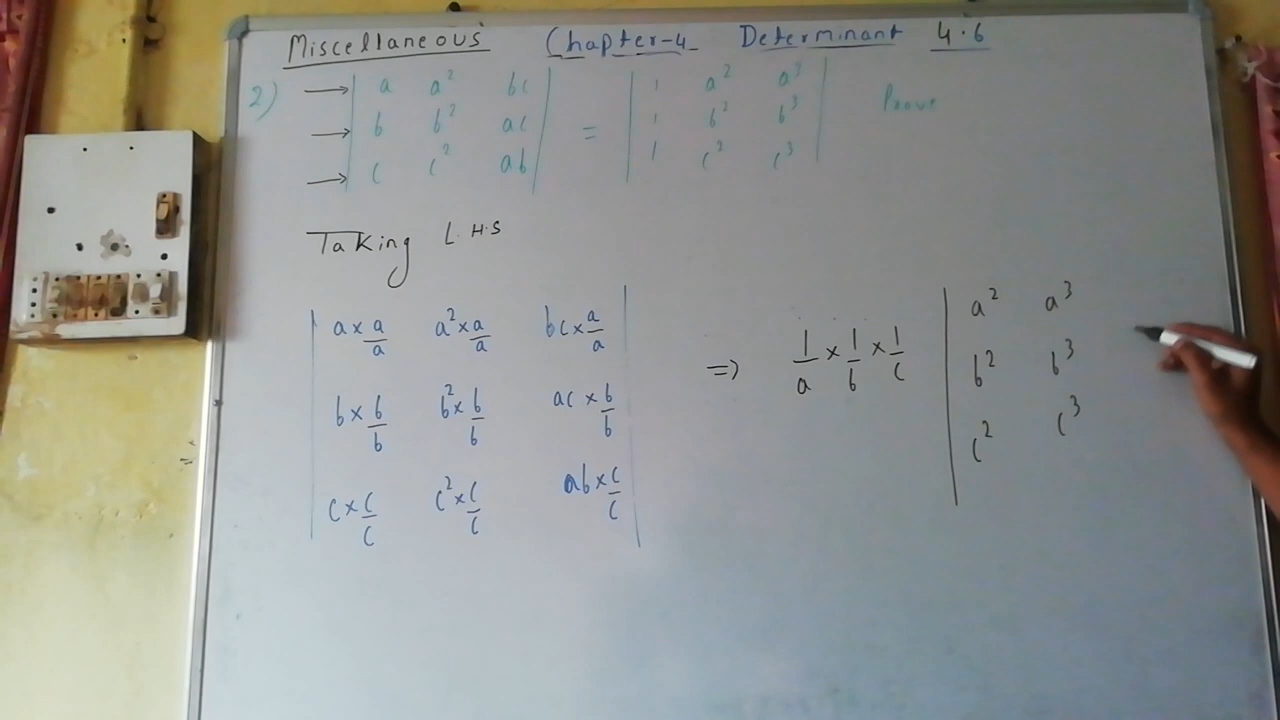 Miscellaneous Chapter-4 Determinant 4.6
2) → | a a² bc | = | 1 a² a³ | Prove
→ | b b² ac | | 1 b² b³ |
→ | c c² ab | | 1 c² c³ |
Taking L.H.S
| a×a/a a²×a/a bc×a/a | ⇒ 1/a × 1/b × 1/c | a² a³
| b×b/b b²×b/b ac×b/b | | b² b³
| c×c/c c²×c/c ab×c/c | | c² c³